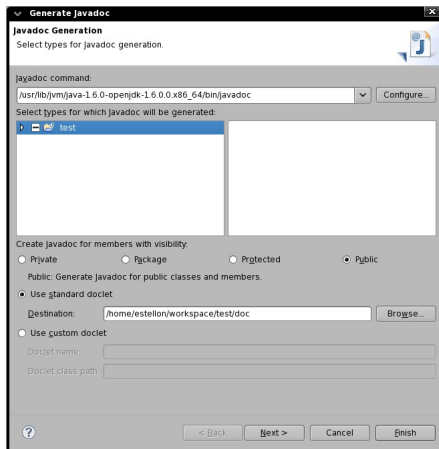 Generate Javadoc
Javadoc Generation
Select types for Javadoc generation.
Javadoc command:
/usr/lib/jvm/java-1.6.0-openjdk-1.6.0.0.x86_64/bin/javadoc
Configure...
Select types for which Javadoc will be generated:
test
Create Javadoc for members with visibility:
Private Package Protected Public
Public: Generate Javadoc for public classes and members.
Use standard doclet
Destination: /home/estellon/workspace/test/doc Browse...
Use custom doclet
Doclet name:
Doclet class path:
< Back Next > Cancel Finish